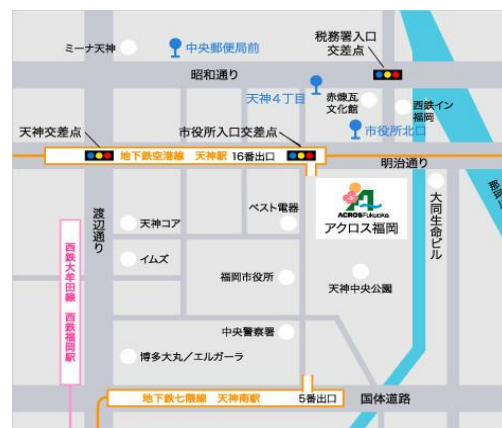 ミーナ天神
中央郵便局前
税務署入口
交差点
昭和通り
天神4丁目
赤煉瓦
文化館
西鉄イン
福岡
天神交差点
市役所入口交差点
市役所北口
地下鉄空港線 天神駅 16番出口
明治通り
渡辺通り
ベスト電器
天神コア
ACROS Fukuoka
アクロス福岡
大同生命ビル
西鉄大牟田線 西鉄福岡駅
イムズ
福岡市役所
天神中央公園
中央警察署
博多大丸/エルガーラ
地下鉄七隈線 天神南駅 5番出口
国体道路